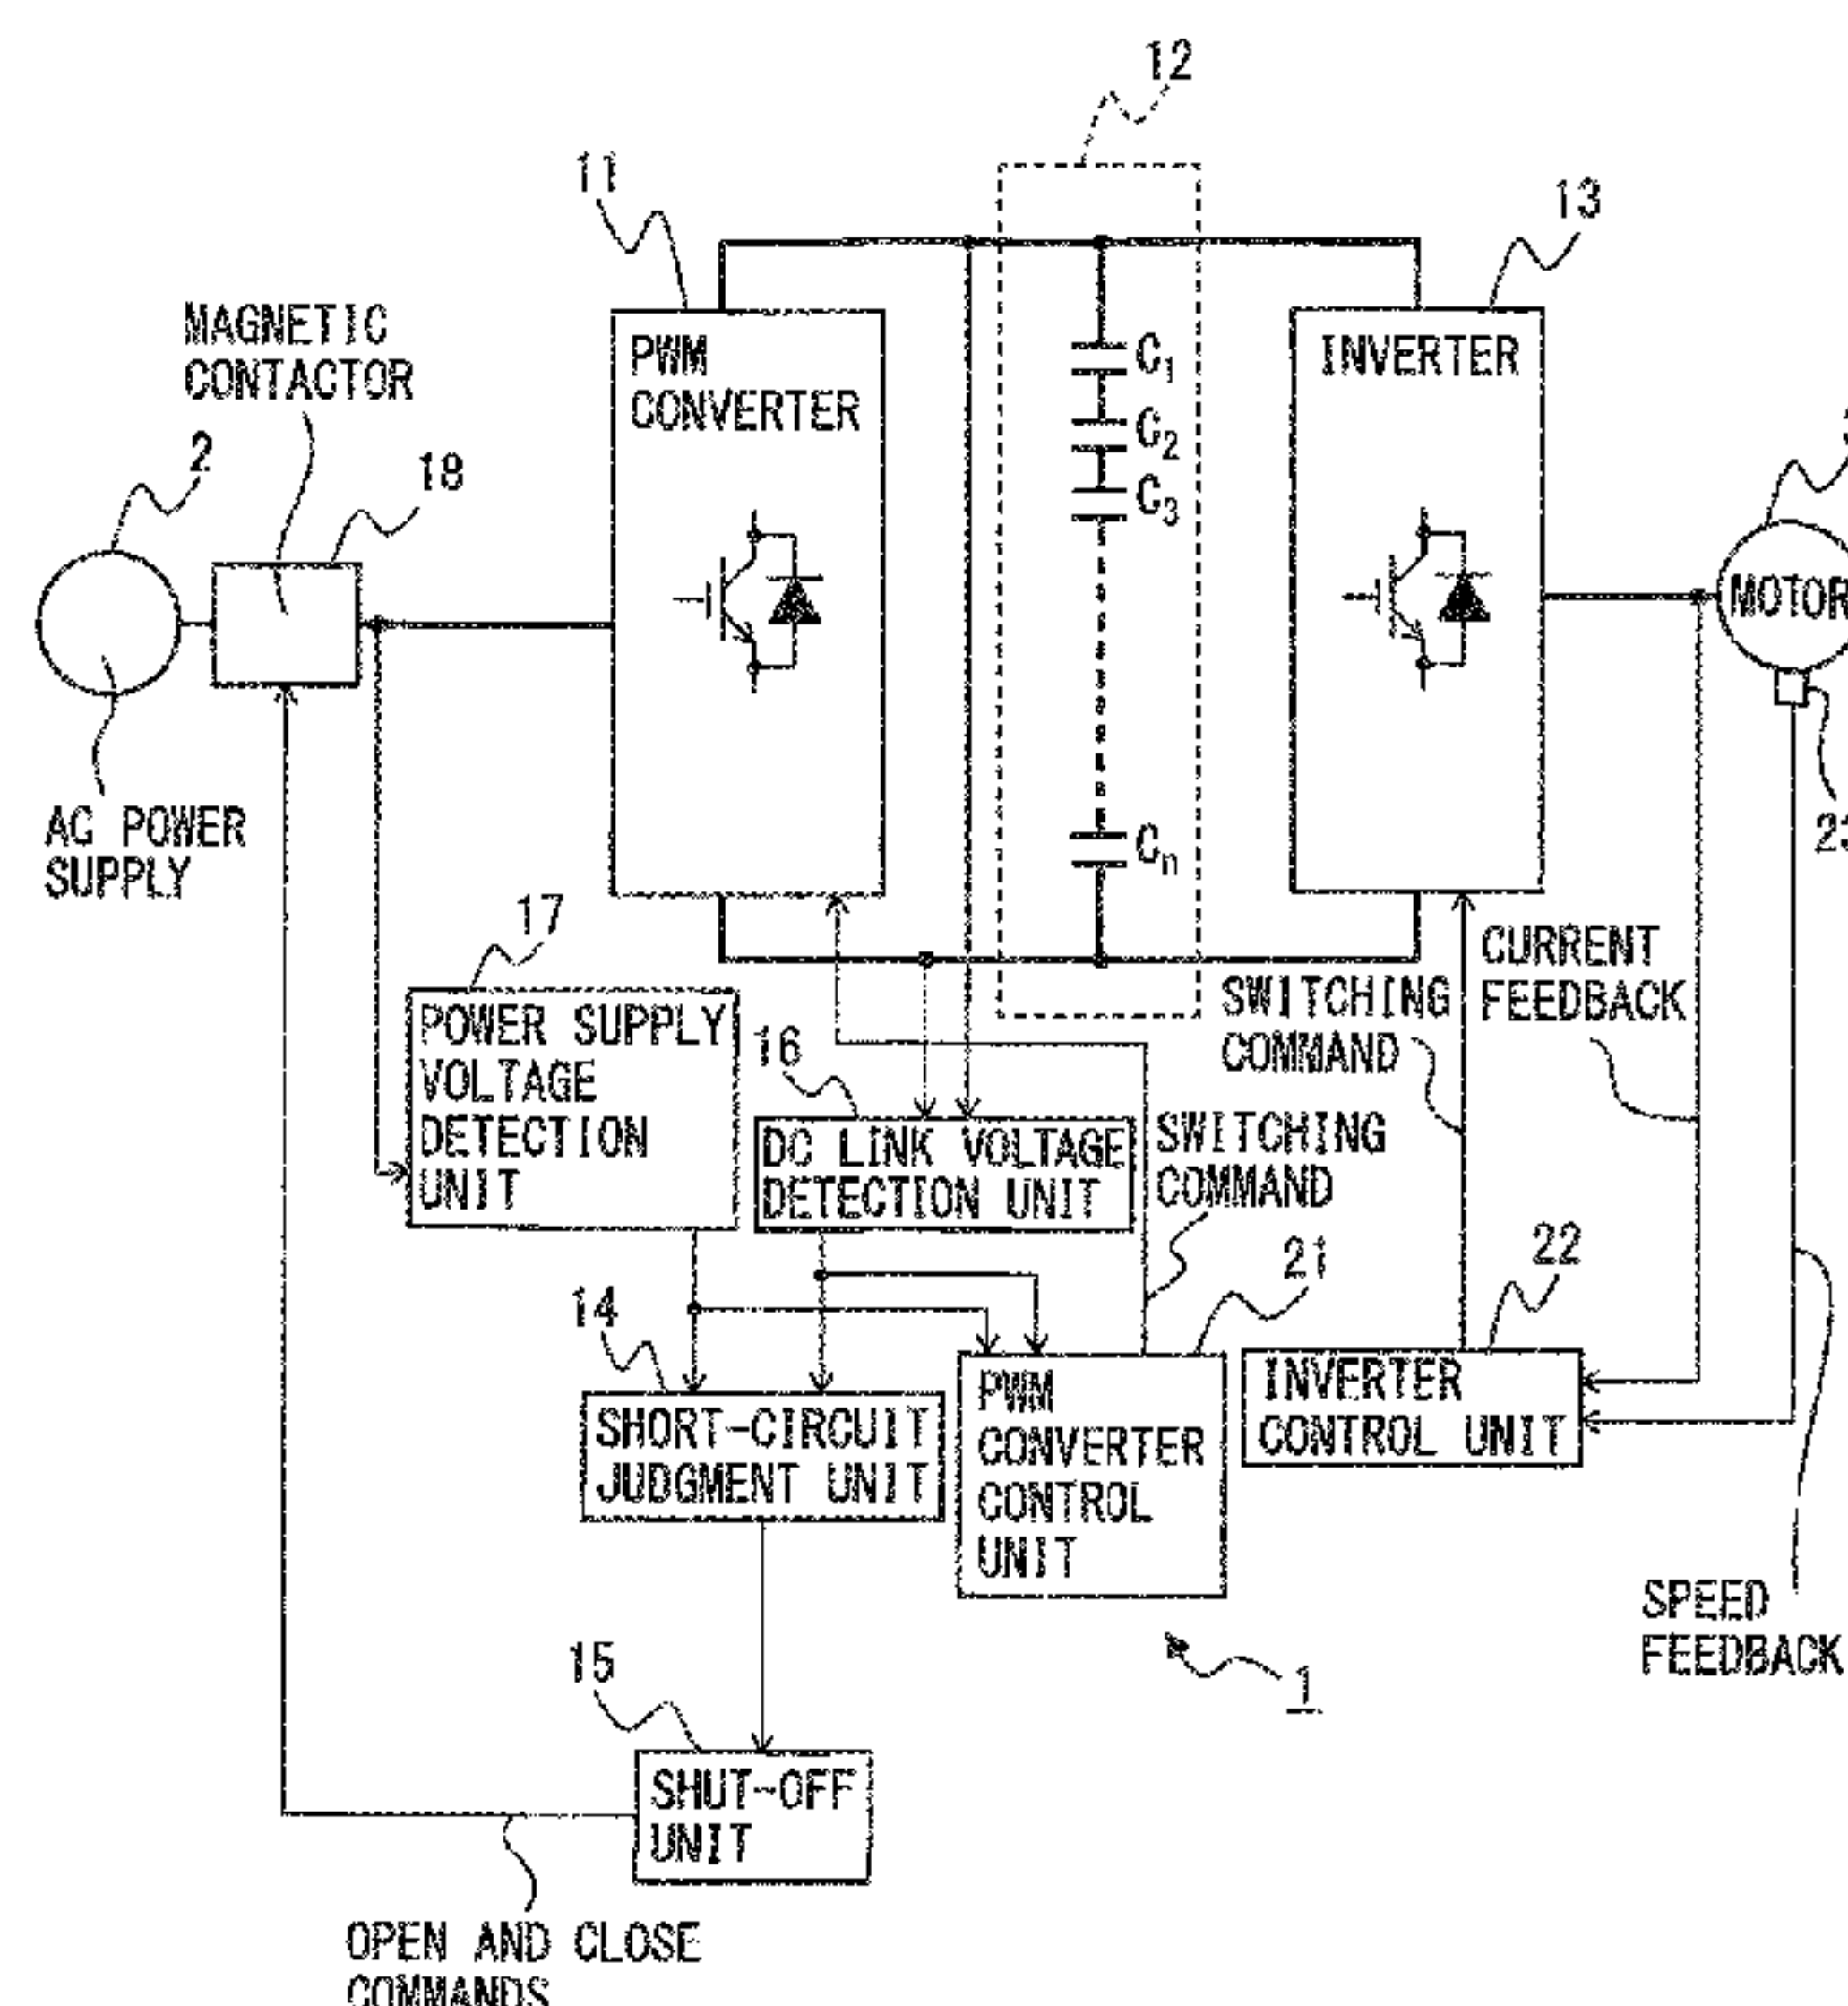 12
11
13
MAGNETIC
CONTACTOR
PWM
CONVERTER
INVERTER
C1
C2
C3
Cn
2
18
MOTOR
AC POWER
SUPPLY
17
POWER SUPPLY
VOLTAGE
DETECTION
UNIT
16
DC LINK VOLTAGE
DETECTION UNIT
SWITCHING
COMMAND
CURRENT
FEEDBACK
SWITCHING
COMMAND
14
21
22
SHORT-CIRCUIT
JUDGMENT UNIT
PWM
CONVERTER
CONTROL
UNIT
INVERTER
CONTROL UNIT
SPEED
FEEDBACK
15
1
SHUT-OFF
UNIT
OPEN AND CLOSE
COMMANDS